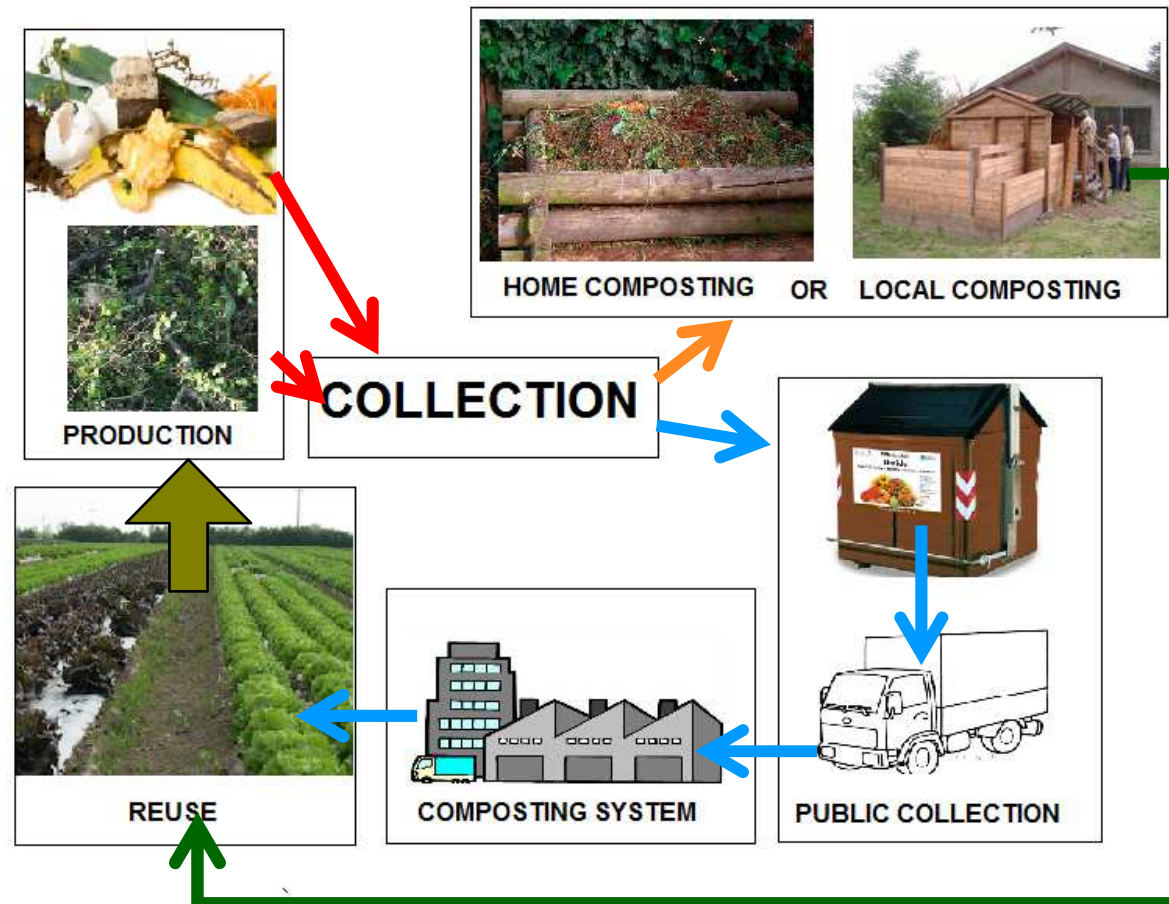 HOME COMPOSTING OR LOCAL COMPOSTING
COLLECTION
PRODUCTION
REUSE
COMPOSTING SYSTEM
PUBLIC COLLECTION